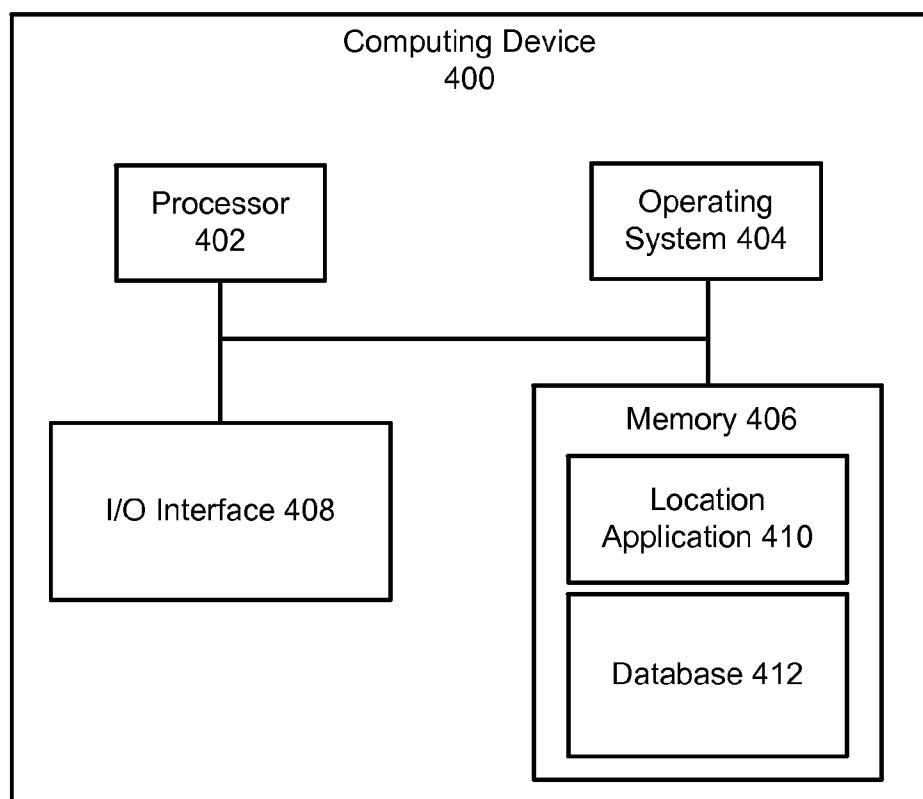 Computing Device
400
Processor
402
Operating
System 404
I/O Interface 408
Memory 406
Location
Application 410
Database 412